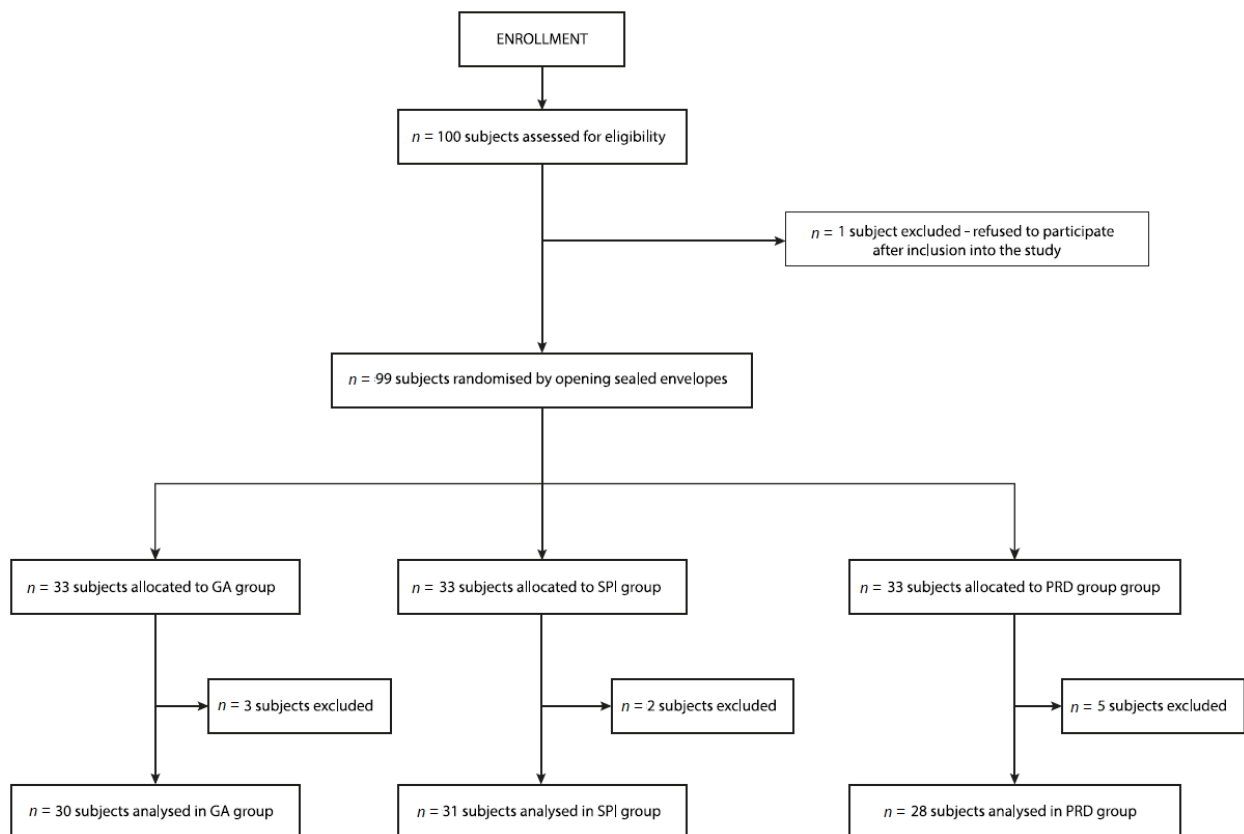 ENROLLMENT
n = 100 subjects assessed for eligibility
n = 1 subject excluded - refused to participate
after inclusion into the study
n = 99 subjects randomised by opening sealed envelopes
n = 33 subjects allocated to GA group
n = 33 subjects allocated to SPI group
n = 33 subjects allocated to PRD group group
n = 3 subjects excluded
n = 2 subjects excluded
n = 5 subjects excluded
n = 30 subjects analysed in GA group
n = 31 subjects analysed in SPI group
n = 28 subjects analysed in PRD group